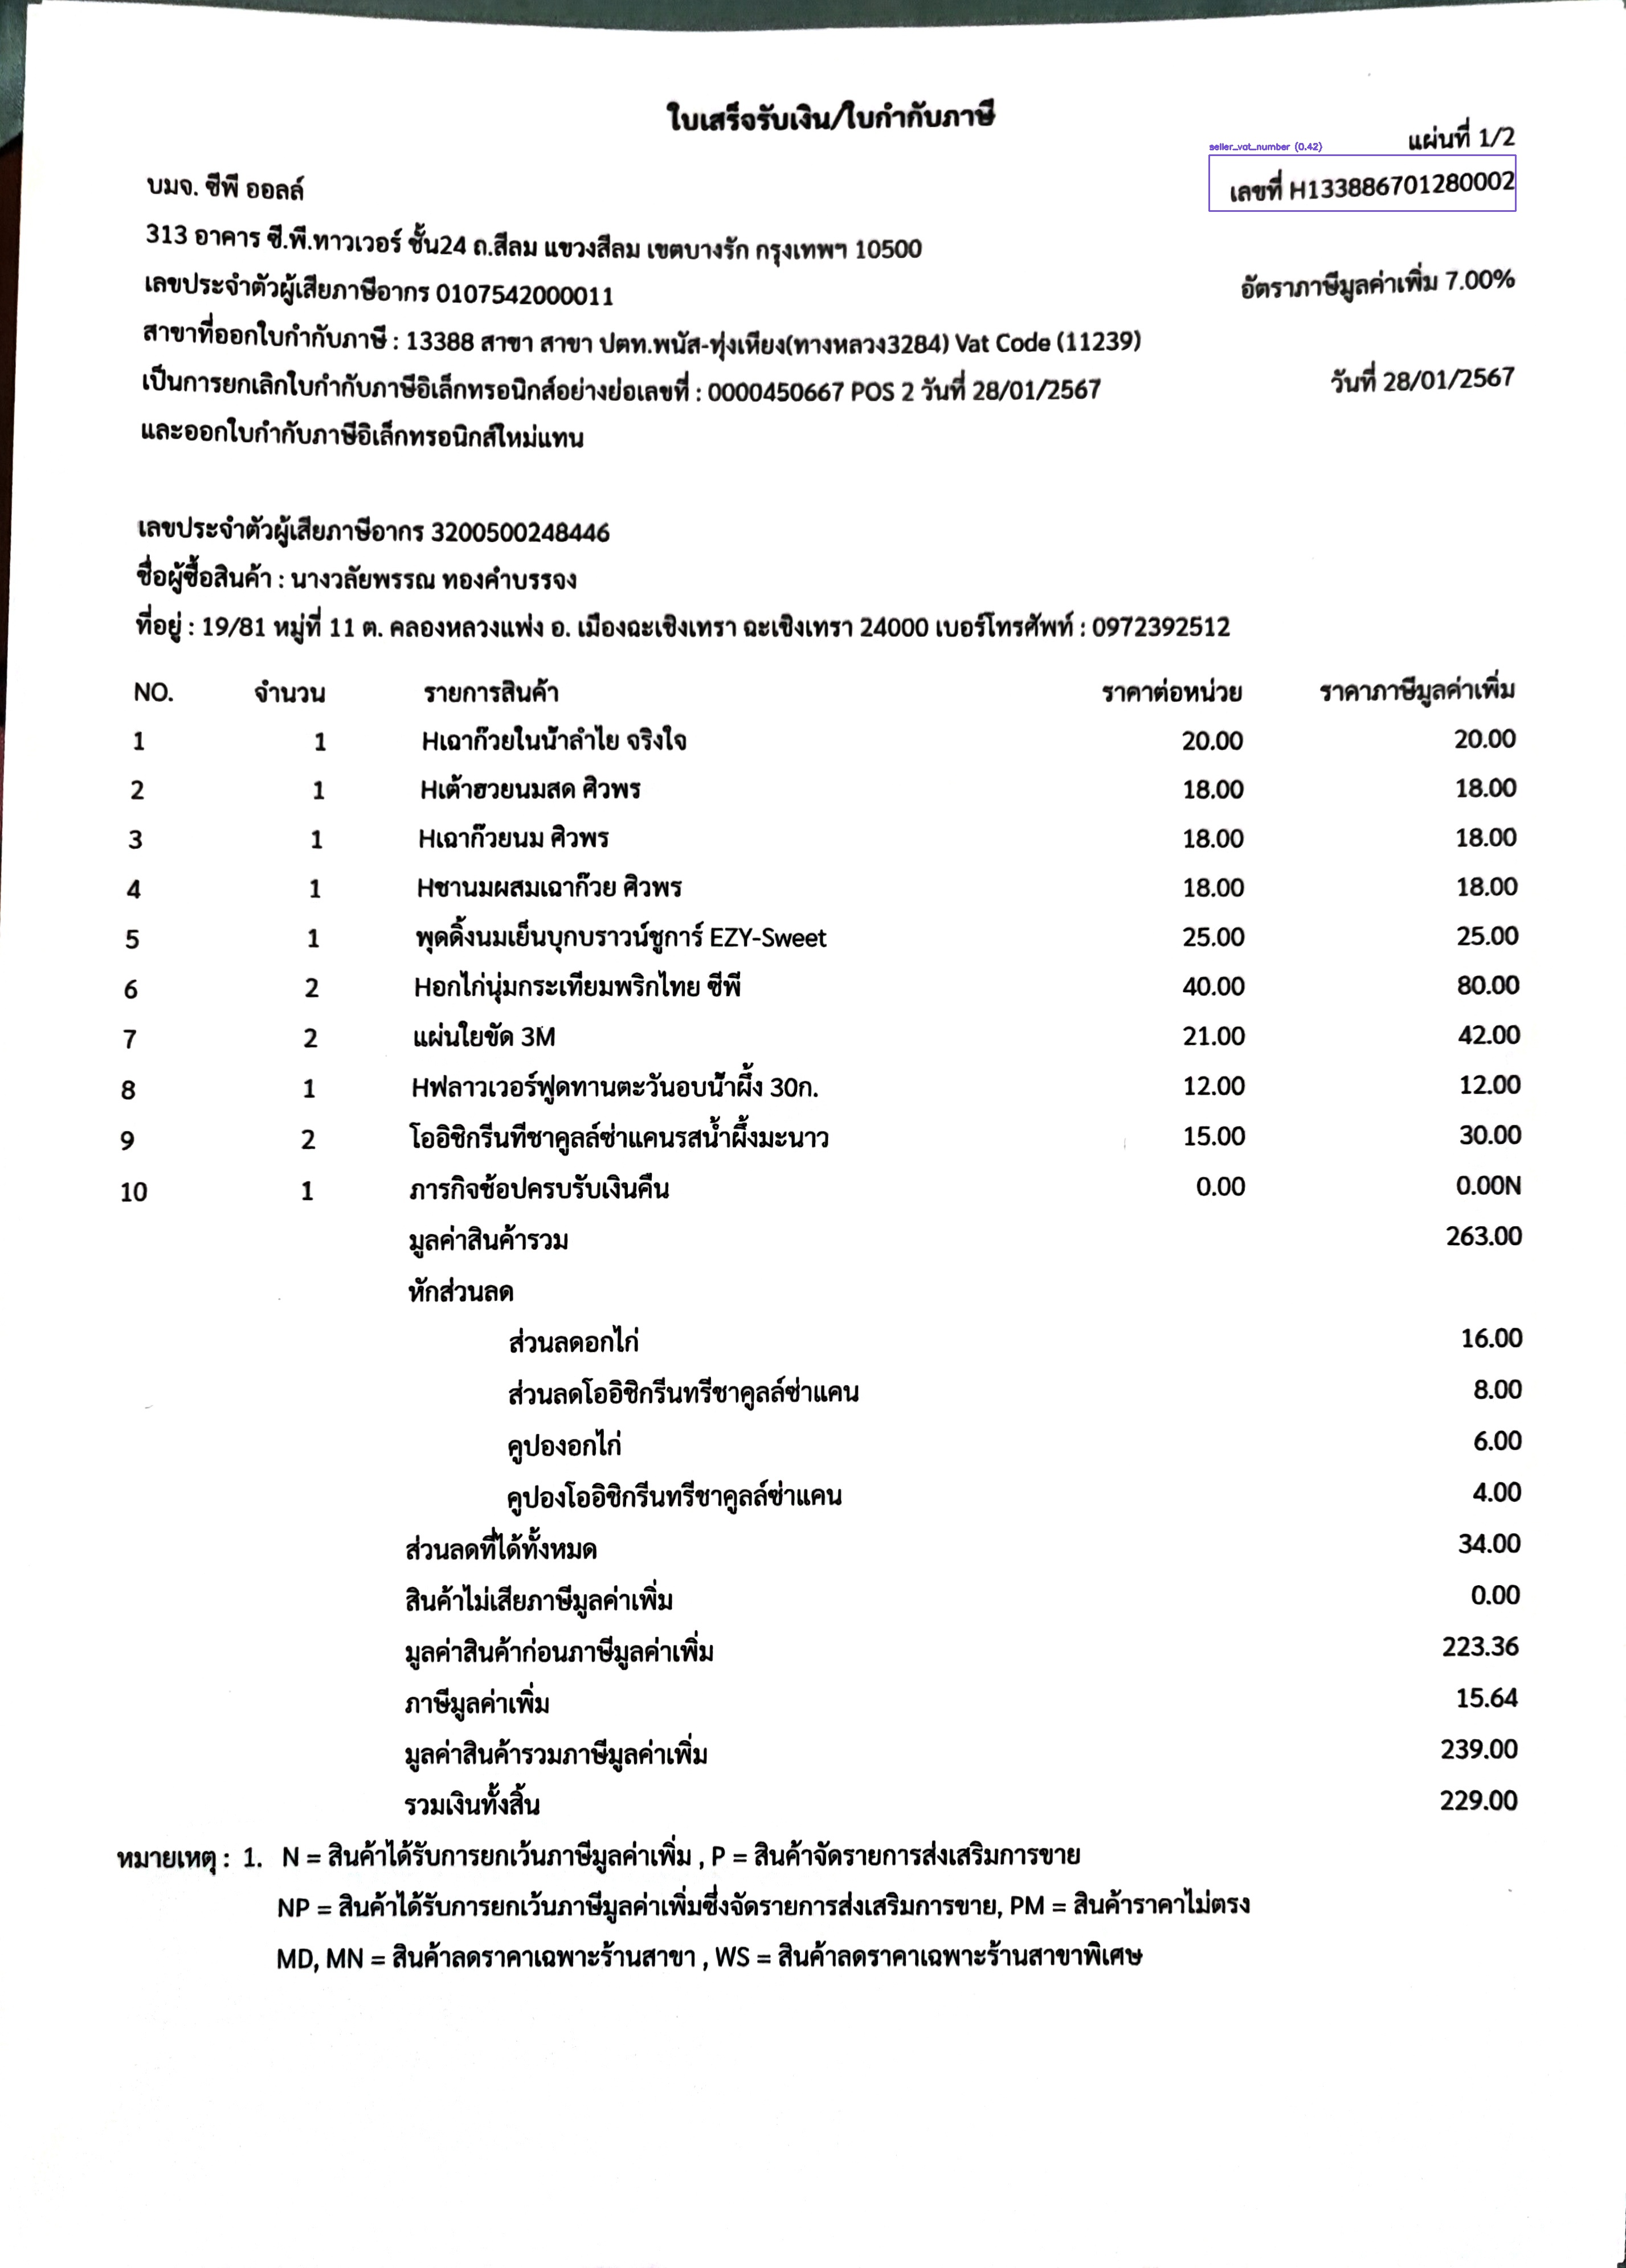 ใบเสร็จรับเงิน/ใบกำกับภาษี
แผ่นที่ 1/2
seller_vat_number (0.42)
บมจ. ซีพี ออลล์
เลขที่ H133886701280002
313 อาคาร ซี.พี.ทาวเวอร์ ชั้น24 ถ.สีลม แขวงสีลม เขตบางรัก กรุงเทพฯ 10500
เลขประจำตัวผู้เสียภาษีอากร 0107542000011
อัตราภาษีมูลค่าเพิ่ม 7.00%
สาขาที่ออกใบกำกับภาษี : 13388 สาขา สาขา ปตท.พนัส-ทุ่งเหียง(ทางหลวง3284) Vat Code (11239)
เป็นการยกเลิกใบกำกับภาษีอิเล็กทรอนิกส์อย่างย่อเลขที่ : 0000450667 POS 2 วันที่ 28/01/2567
วันที่ 28/01/2567
และออกใบกำกับภาษีอิเล็กทรอนิกส์ใหม่แทน
เลขประจำตัวผู้เสียภาษีอากร 3200500248446
ชื่อผู้ซื้อสินค้า : นางวลัยพรรณ ทองคำบรรจง
ที่อยู่ : 19/81 หมู่ที่ 11 ต. คลองหลวงแพ่ง อ. เมืองฉะเชิงเทรา ฉะเชิงเทรา 24000 เบอร์โทรศัพท์ : 0972392512
NO. จำนวน รายการสินค้า ราคาต่อหน่วย ราคาภาษีมูลค่าเพิ่ม
1 1 Hเฉาก๊วยในน้ำลำไย จริงใจ 20.00 20.00
2 1 Hเต้าฮวยนมสด ศิวพร 18.00 18.00
3 1 Hเฉาก๊วยนม ศิวพร 18.00 18.00
4 1 Hชานมผสมเฉาก๊วย ศิวพร 18.00 18.00
5 1 พุดดิ้งนมเย็นบุกบราวน์ชูการ์ EZY-Sweet 25.00 25.00
6 2 Hอกไก่นุ่มกระเทียมพริกไทย ซีพี 40.00 80.00
7 2 แผ่นใยขัด 3M 21.00 42.00
8 1 Hฟลาวเวอร์ฟูดทานตะวันอบน้ำผึ้ง 30ก. 12.00 12.00
9 2 โออิชิกรีนทีชาคูลล์ซ่าแคนรสน้ำผึ้งมะนาว 15.00 30.00
10 1 ภารกิจช้อปครบรับเงินคืน 0.00 0.00N
มูลค่าสินค้ารวม 263.00
หักส่วนลด
ส่วนลดอกไก่ 16.00
ส่วนลดโออิชิกรีนทรีชาคูลล์ซ่าแคน 8.00
คูปองอกไก่ 6.00
คูปองโออิชิกรีนทรีชาคูลล์ซ่าแคน 4.00
ส่วนลดที่ได้ทั้งหมด 34.00
สินค้าไม่เสียภาษีมูลค่าเพิ่ม 0.00
มูลค่าสินค้าก่อนภาษีมูลค่าเพิ่ม 223.36
ภาษีมูลค่าเพิ่ม 15.64
มูลค่าสินค้ารวมภาษีมูลค่าเพิ่ม 239.00
รวมเงินทั้งสิ้น 229.00
หมายเหตุ : 1. N = สินค้าได้รับการยกเว้นภาษีมูลค่าเพิ่ม , P = สินค้าจัดรายการส่งเสริมการขาย
NP = สินค้าได้รับการยกเว้นภาษีมูลค่าเพิ่มซึ่งจัดรายการส่งเสริมการขาย, PM = สินค้าราคาไม่ตรง
MD, MN = สินค้าลดราคาเฉพาะร้านสาขา , WS = สินค้าลดราคาเฉพาะร้านสาขาพิเศษ